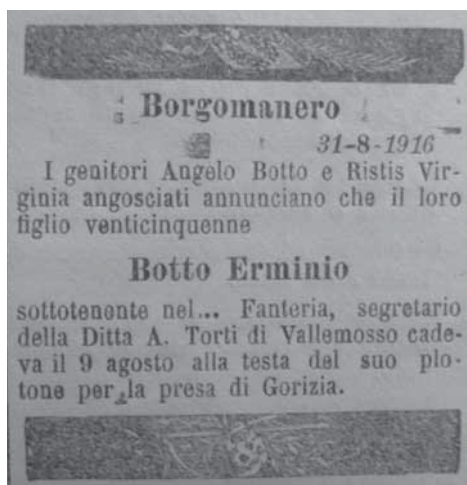 Borgomanero
31-8-1916
I genitori Angelo Botto e Ristis Vir-
ginia angosciati annunciano che il loro
figlio venticinquenne
Botto Erminio
sottotenente nel... Fanteria, segretario
della Ditta A. Torti di Vallemosso cade-
va il 9 agosto alla testa del suo plo-
tone per la presa di Gorizia.